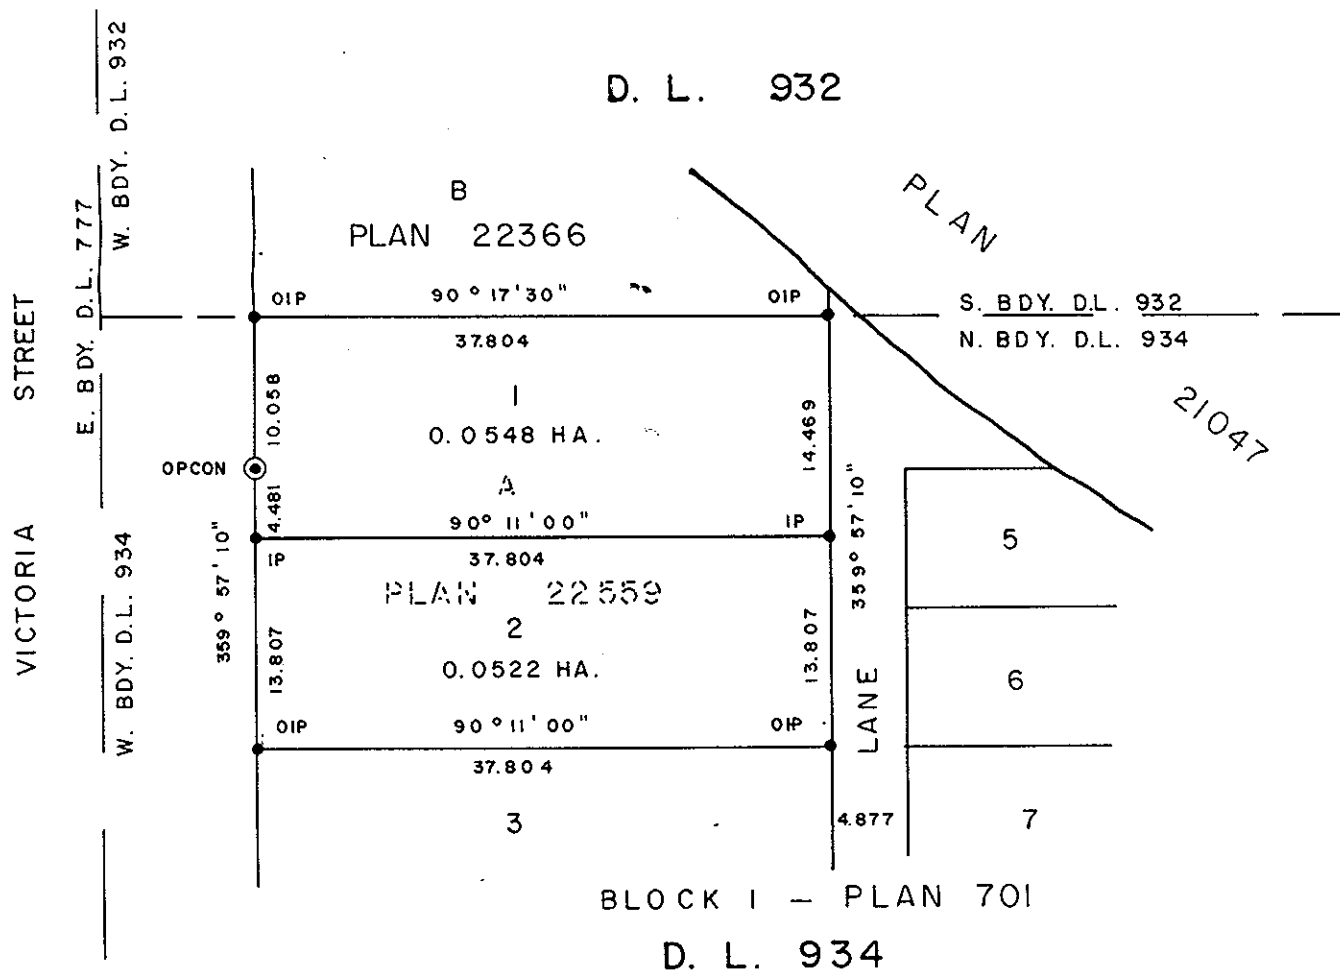 D. L. 932
W. BDY. D.L. 932
E. BDY. D.L. 777
VICTORIA STREET
W. BDY. D.L. 934
B
PLAN 22366
PLAN 21047
OIP 90° 17' 30" OIP
37.804
S. BDY. D.L. 932
N. BDY. D.L. 934
10.058
1
0.0548 HA.
14.469
OPCON
A
4.481
90° 11' 00"
IP
IP
37.804
359° 57' 10"
359° 57' 10"
PLAN 22559
2
0.0522 HA.
13.807
13.807
OIP 90° 11' 00" OIP
37.804
LANE
5
6
3
4.877
7
BLOCK 1 – PLAN 701
D. L. 934